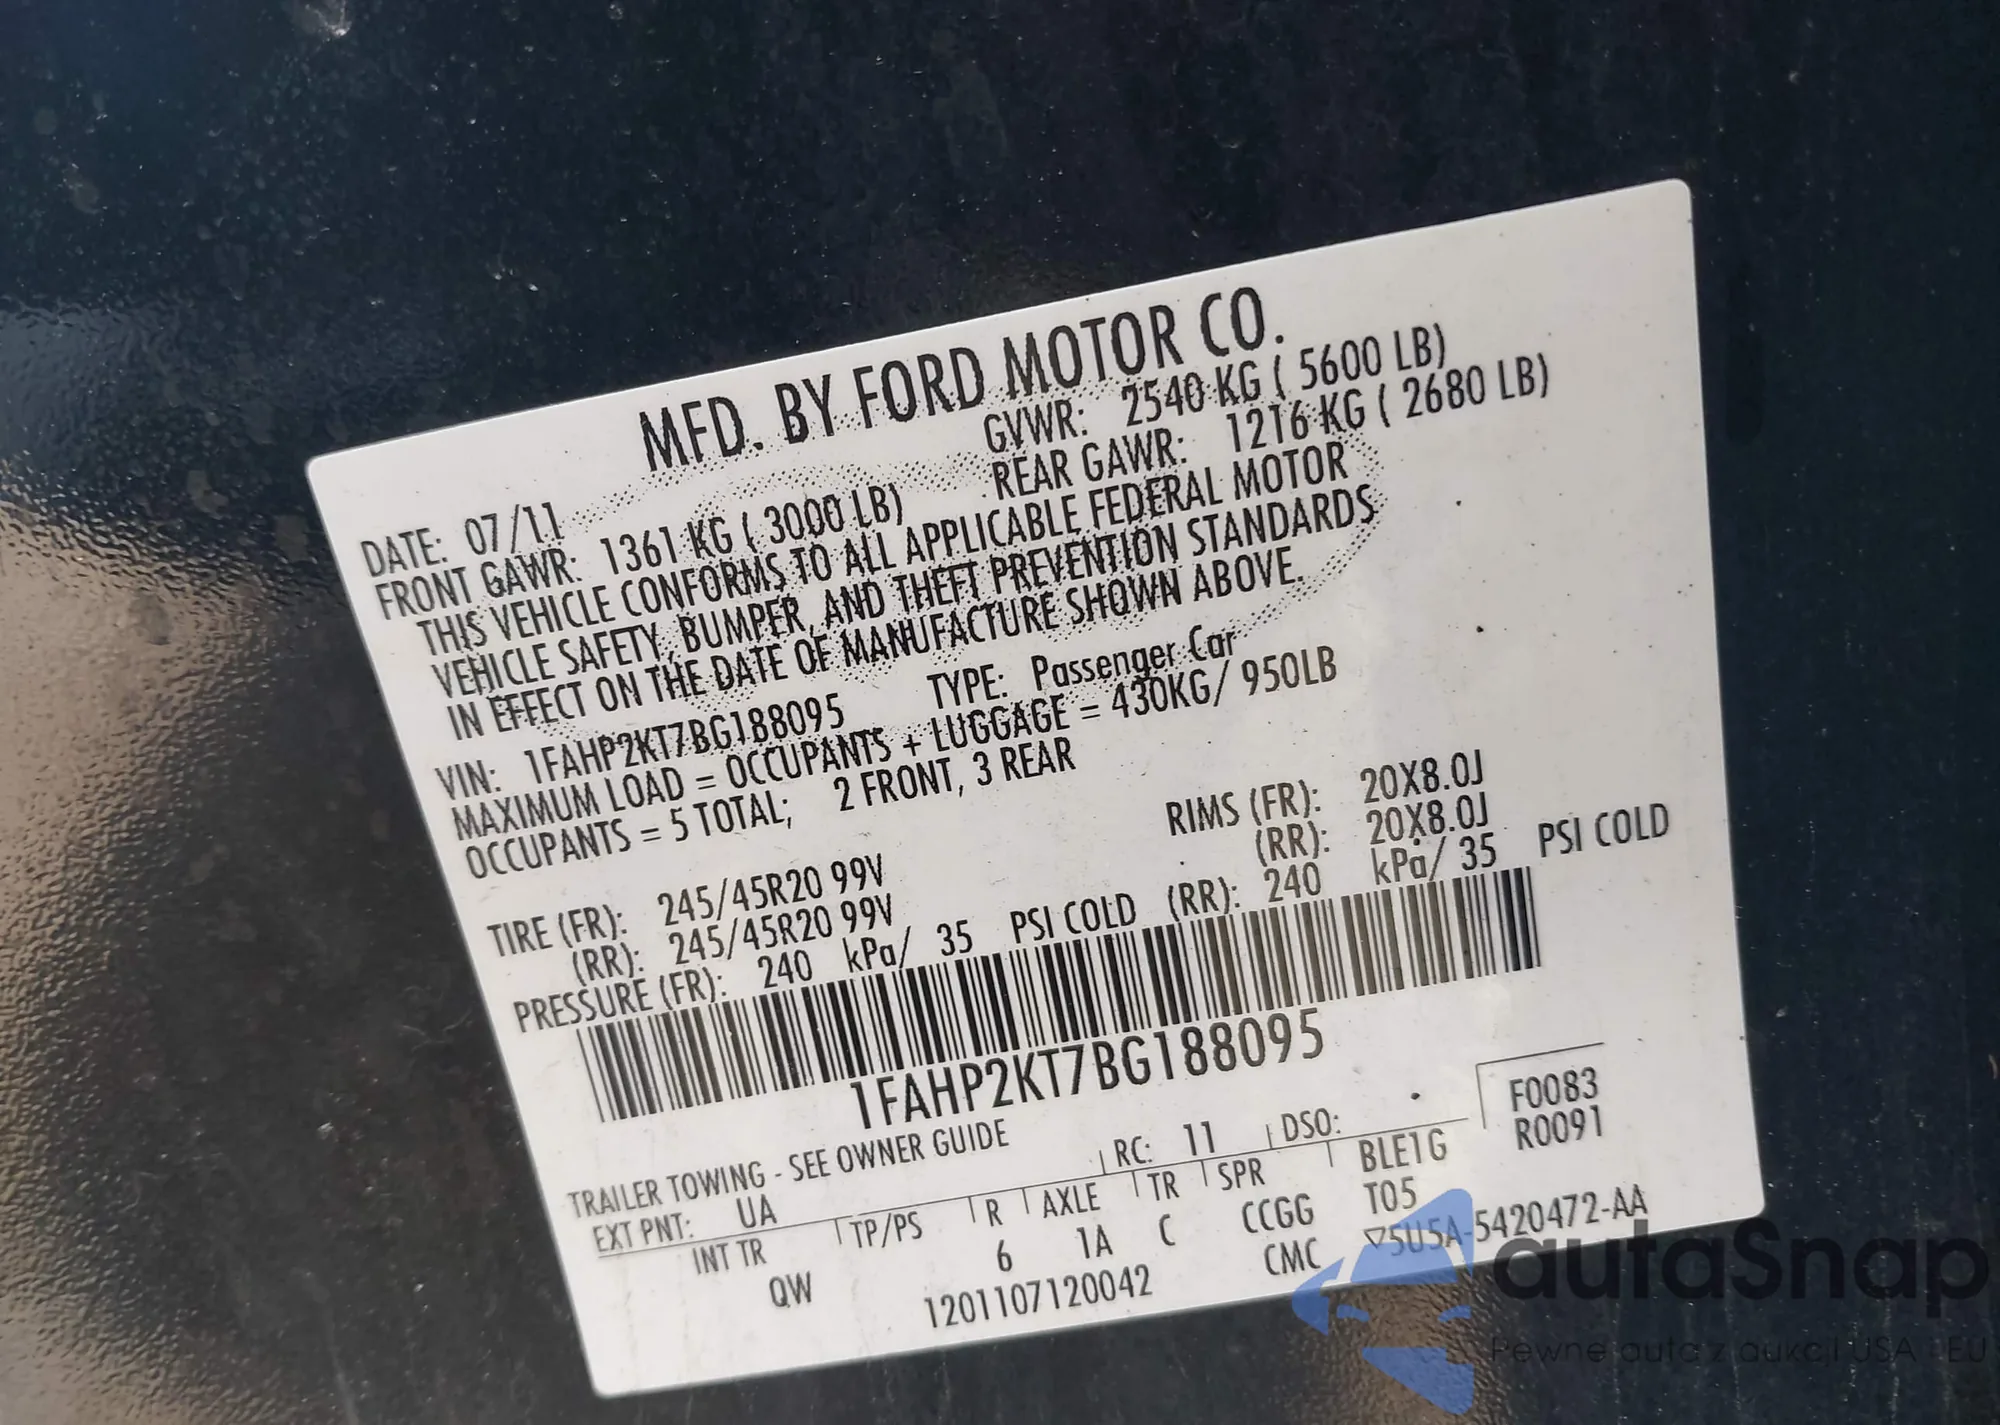 MFD. BY FORD MOTOR CO.
DATE: 07/11 GVWR: 2540 KG ( 5600 LB)
FRONT GAWR: 1361 KG ( 3000 LB) REAR GAWR: 1216 KG ( 2680 LB)
THIS VEHICLE CONFORMS TO ALL APPLICABLE FEDERAL MOTOR
VEHICLE SAFETY, BUMPER, AND THEFT PREVENTION STANDARDS
IN EFFECT ON THE DATE OF MANUFACTURE SHOWN ABOVE.
VIN: 1FAHP2KT7BG188095 TYPE: Passenger Car
MAXIMUM LOAD = OCCUPANTS + LUGGAGE = 430KG/ 950LB
OCCUPANTS = 5 TOTAL; 2 FRONT, 3 REAR
TIRE (FR): 245/45R20 99V RIMS (FR): 20X8.0J
(RR): 245/45R20 99V (RR): 20X8.0J
PRESSURE (FR): 240 kPa/ 35 PSI COLD (RR): 240 kPa/ 35 PSI COLD
1FAHP2KT7BG188095
TRAILER TOWING - SEE OWNER GUIDE
F0083
EXT PNT: UA RC: 11 DSO: R0091
INT TR TP/PS R AXLE TR SPR BLE1G
QW 6 1A C CCGG T05
1201107120042 CMC ▽5U5A-5420472-AA
autaSnap
Pewne auta z aukcji USA i EU